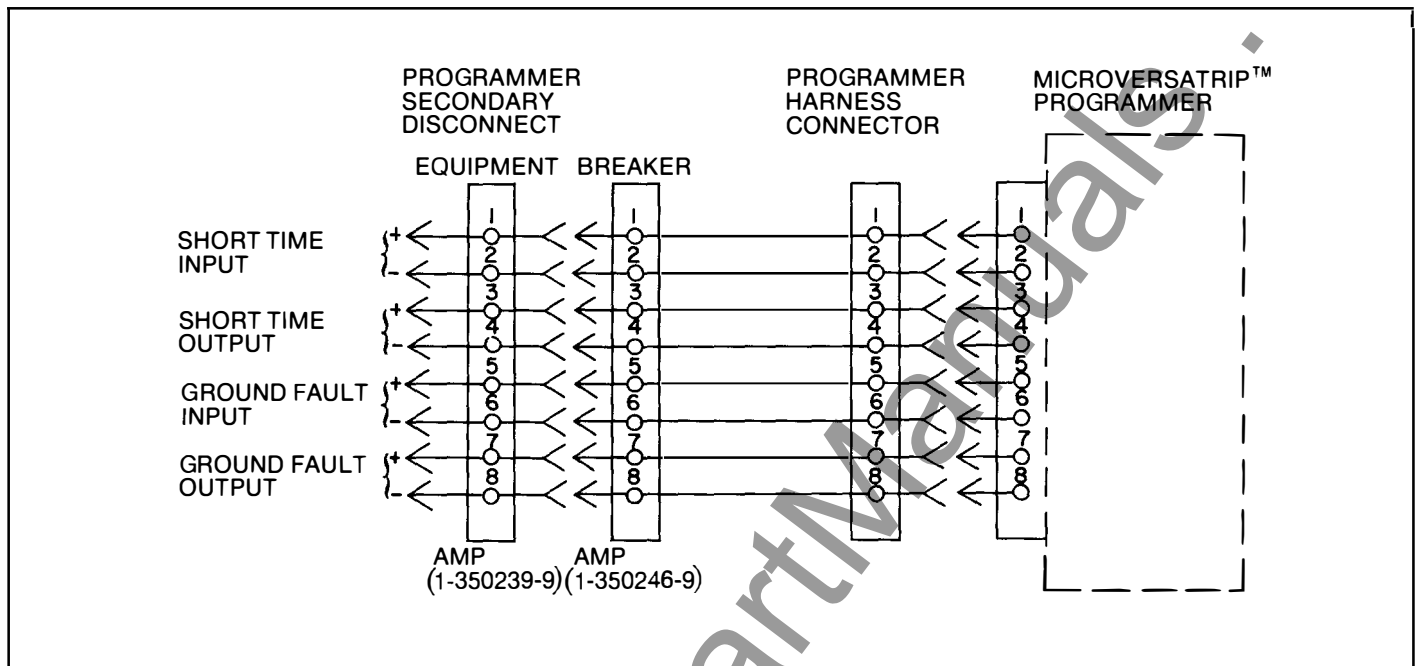 PROGRAMMER
SECONDARY
DISCONNECT
PROGRAMMER
HARNESS
CONNECTOR
MICROVERSATRIP™
PROGRAMMER
EQUIPMENT
BREAKER
SHORT TIME
INPUT
+
-
SHORT TIME
OUTPUT
+
-
GROUND FAULT
INPUT
+
-
GROUND FAULT
OUTPUT
+
-
1
2
3
4
5
6
7
8
1
2
3
4
5
6
7
8
1
2
3
4
5
6
7
8
1
2
3
4
5
6
7
8
AMP
(1-350239-9)
AMP
(1-350246-9)
artManuals .